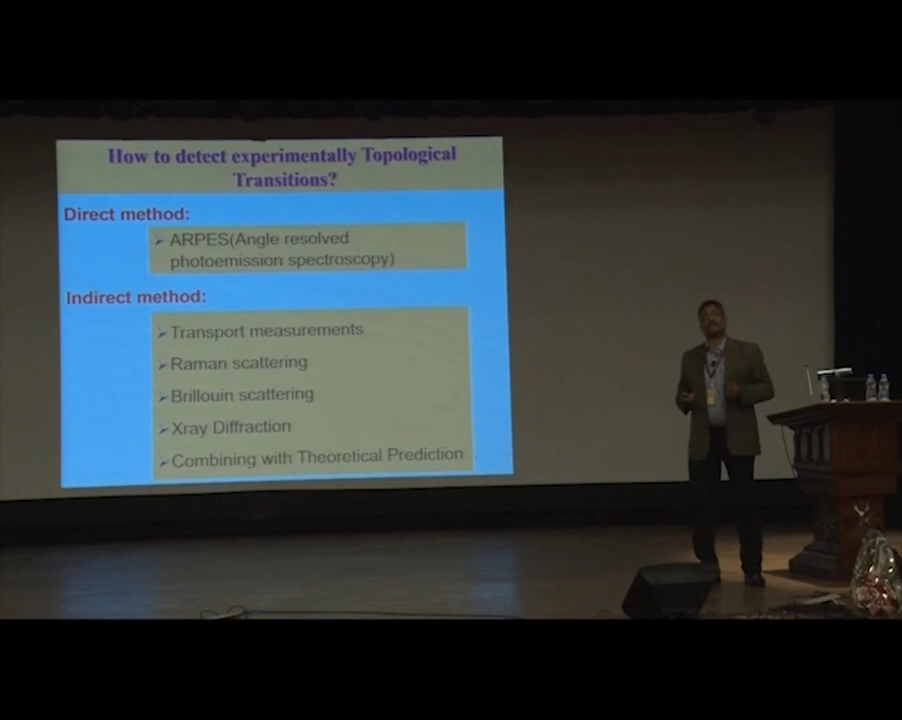 How to detect experimentally Topological
Transitions?
Direct method:
➢ ARPES(Angle resolved
photoemission spectroscopy)
Indirect method:
➢Transport measurements
➢Raman scattering
➢Brillouin scattering
➢Xray Diffraction
➢Combining with Theoretical Prediction